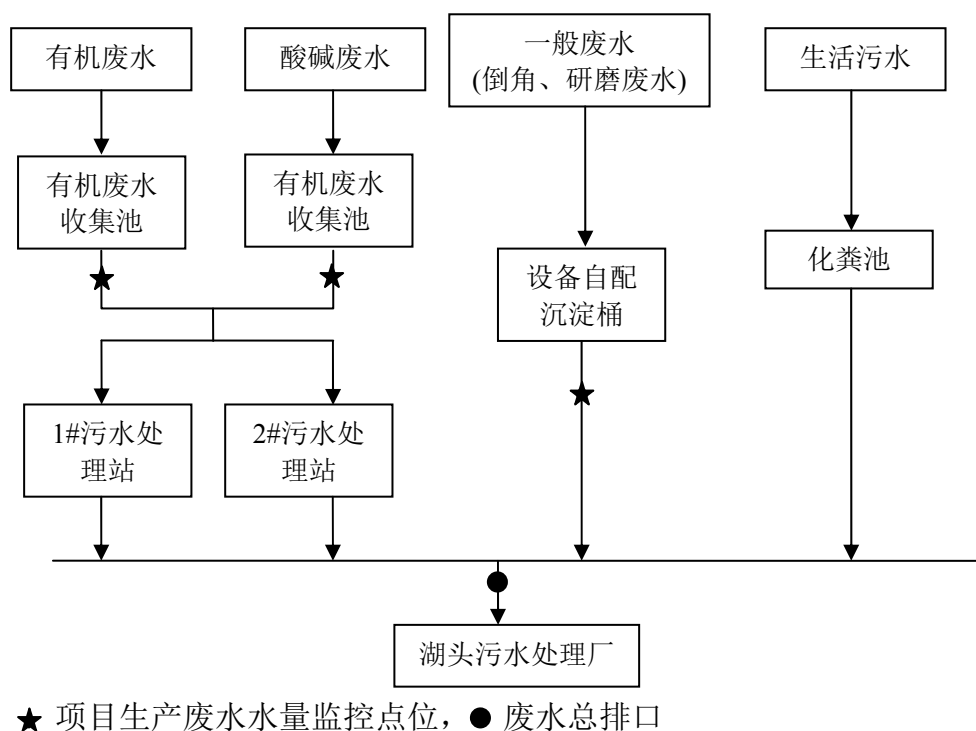 有机废水
酸碱废水
一般废水
(倒角、研磨废水)
生活污水
有机废水
收集池
有机废水
收集池
设备自配
沉淀桶
化粪池
1#污水处
理站
2#污水处
理站
湖头污水处理厂
★ 项目生产废水水量监控点位，● 废水总排口